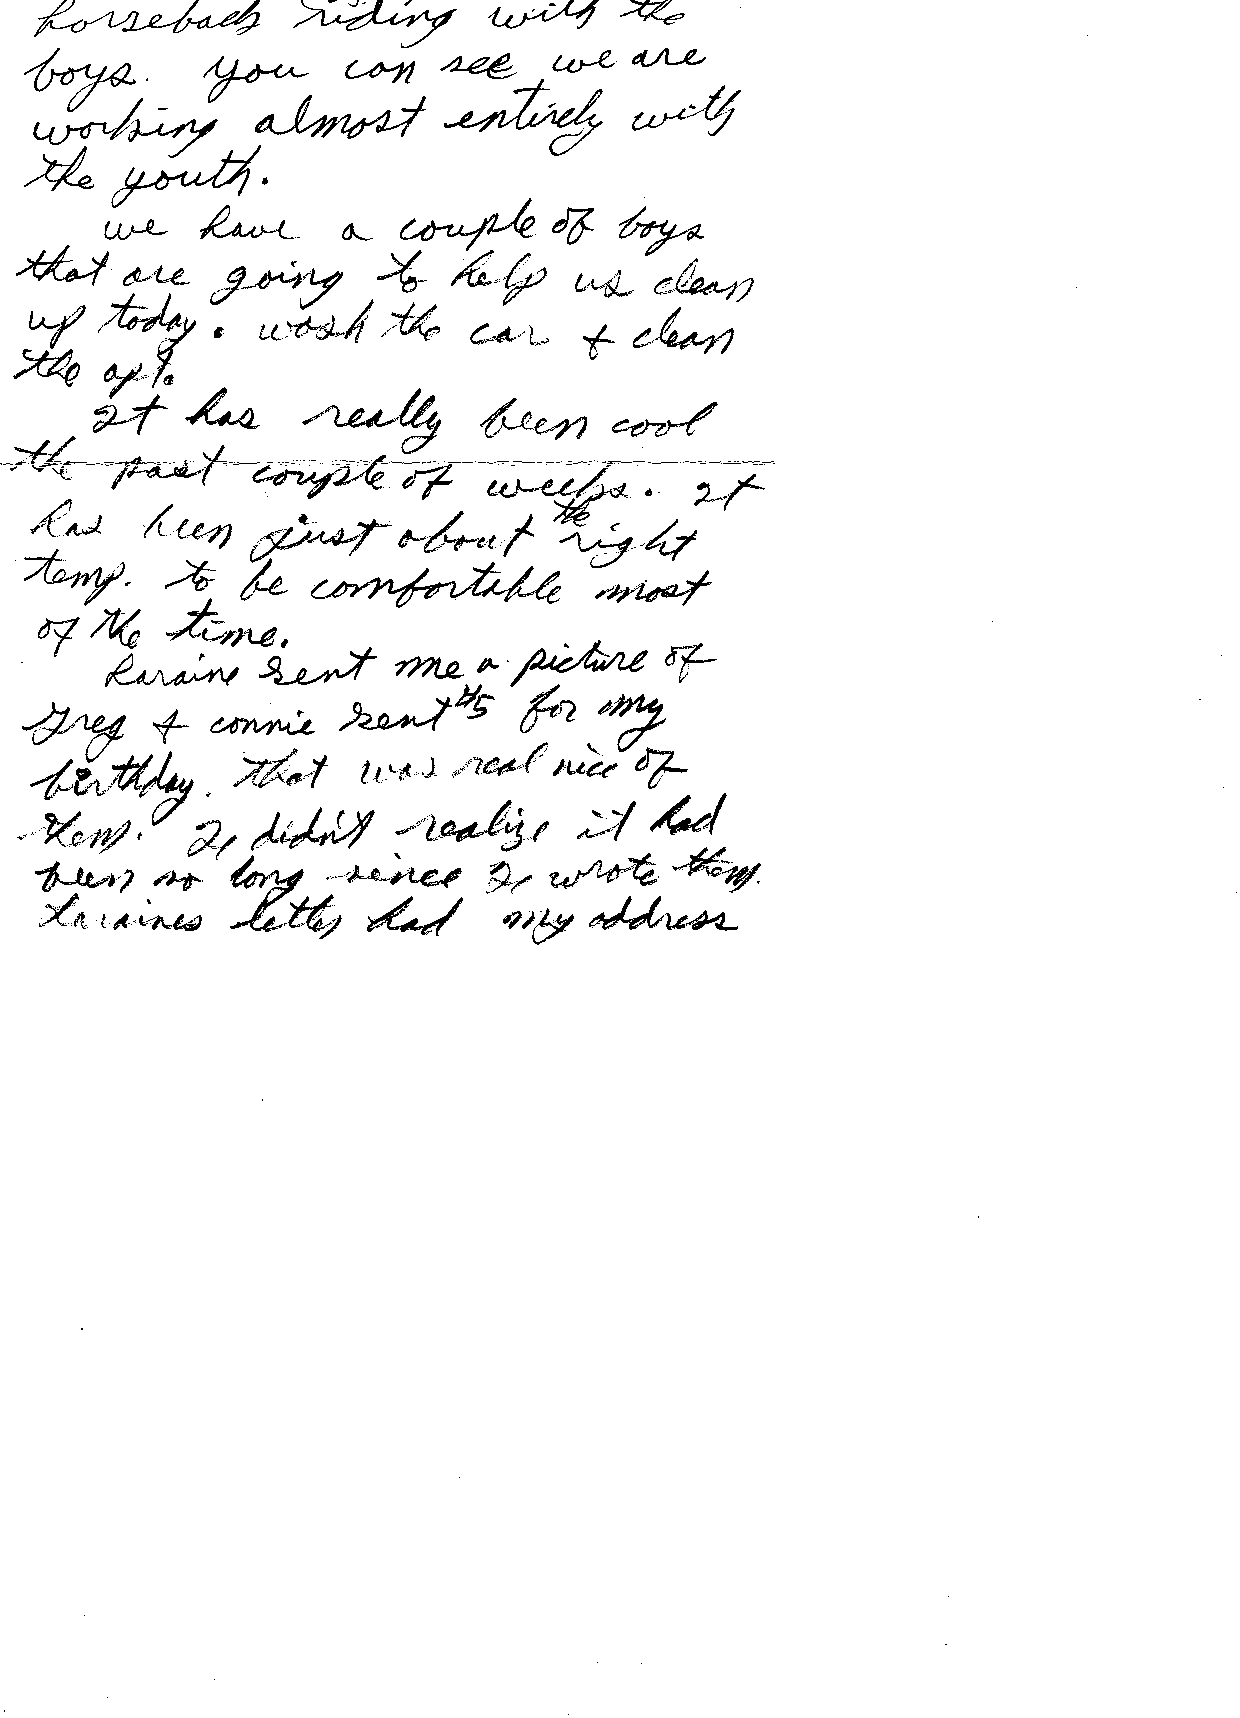 horseback riding with the
boys. you can see we are
working almost entirely with
the youth.
we have a couple of boys
that are going to help us clean
up today. wash the car + clean
the apt.
It has really been cool
the past couple of weeks. It
has been just about the right
temp. to be comfortable most
of the time.
Laraine sent me a picture of
Greg + connie sent $5 for my
birthday. that was real nice of
them. I didn't realize it had
been so long since I wrote them.
Laraines letter had my address